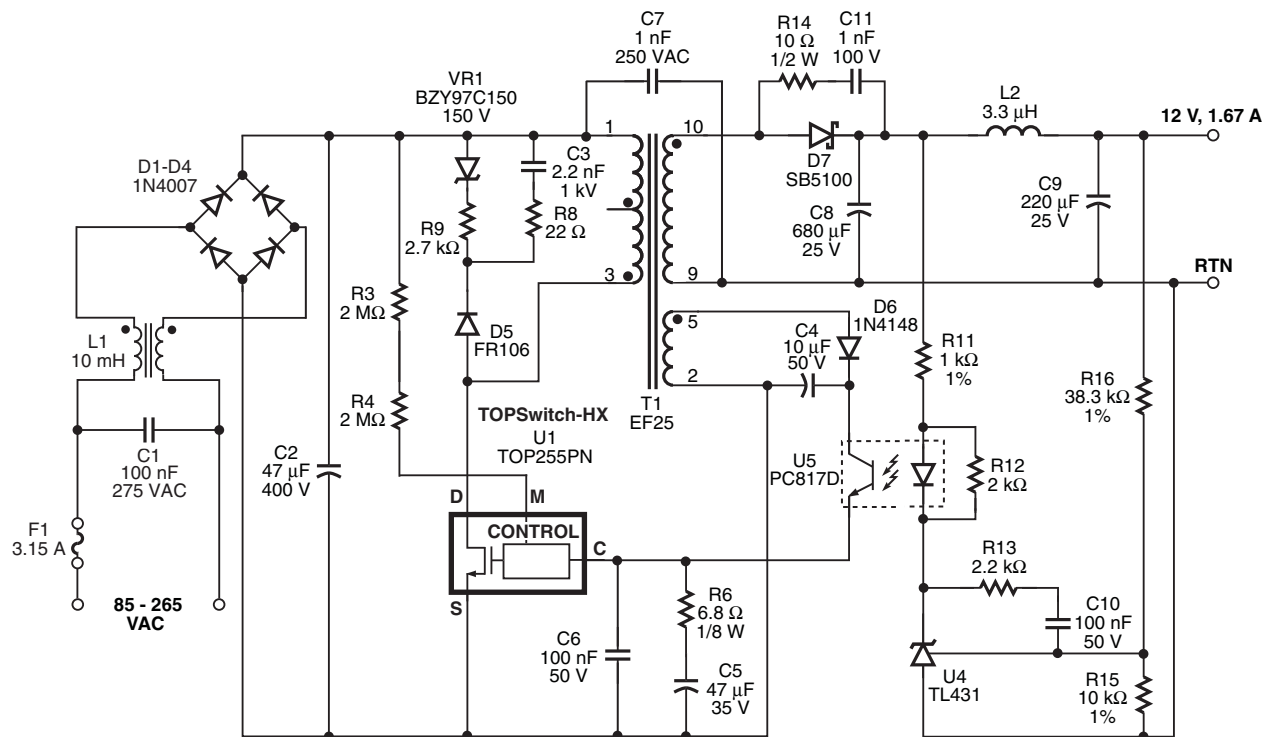 C7
1 nF
250 VAC
R14
10 Ω
1/2 W
C11
1 nF
100 V
VR1
BZY97C150
150 V
L2
3.3 µH
12 V, 1.67 A
1
10
D1-D4
1N4007
C3
2.2 nF
1 kV
D7
SB5100
C9
220 µF
25 V
C8
680 µF
25 V
R9
2.7 kΩ
R8
22 Ω
3
9
RTN
R3
2 MΩ
D5
FR106
5
D6
1N4148
C4
10 µF
50 V
L1
10 mH
R11
1 kΩ
1%
2
T1
EF25
R16
38.3 kΩ
1%
R4
2 MΩ
TOPSwitch-HX
U1
TOP255PN
C1
100 nF
275 VAC
C2
47 µF
400 V
U5
PC817D
R12
2 kΩ
D
M
CONTROL
C
S
F1
3.15 A
R13
2.2 kΩ
85 - 265
VAC
R6
6.8 Ω
1/8 W
C10
100 nF
50 V
C6
100 nF
50 V
C5
47 µF
35 V
U4
TL431
R15
10 kΩ
1%